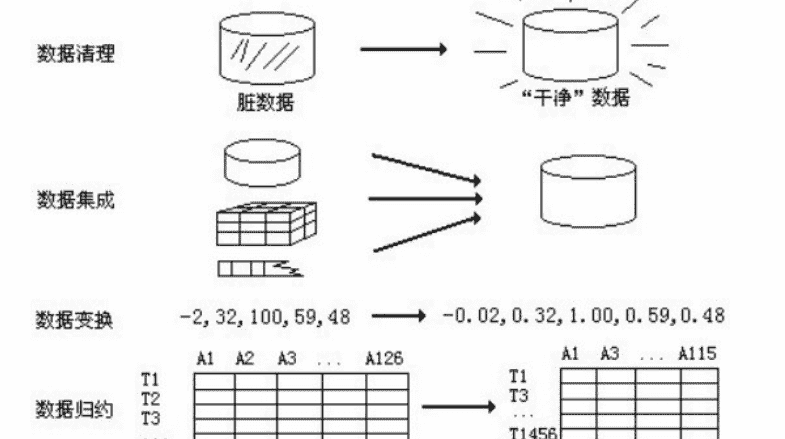 数据清理
脏数据
“干净”数据
数据集成
数据变换
-2,32,100,59,48
-0.02,0.32,1.00,0.59,0.48
数据归约
A1 A2 A3 ... A126
T1
T2
T3
...
A1 A3 ... A115
T1
T3
...
T1456